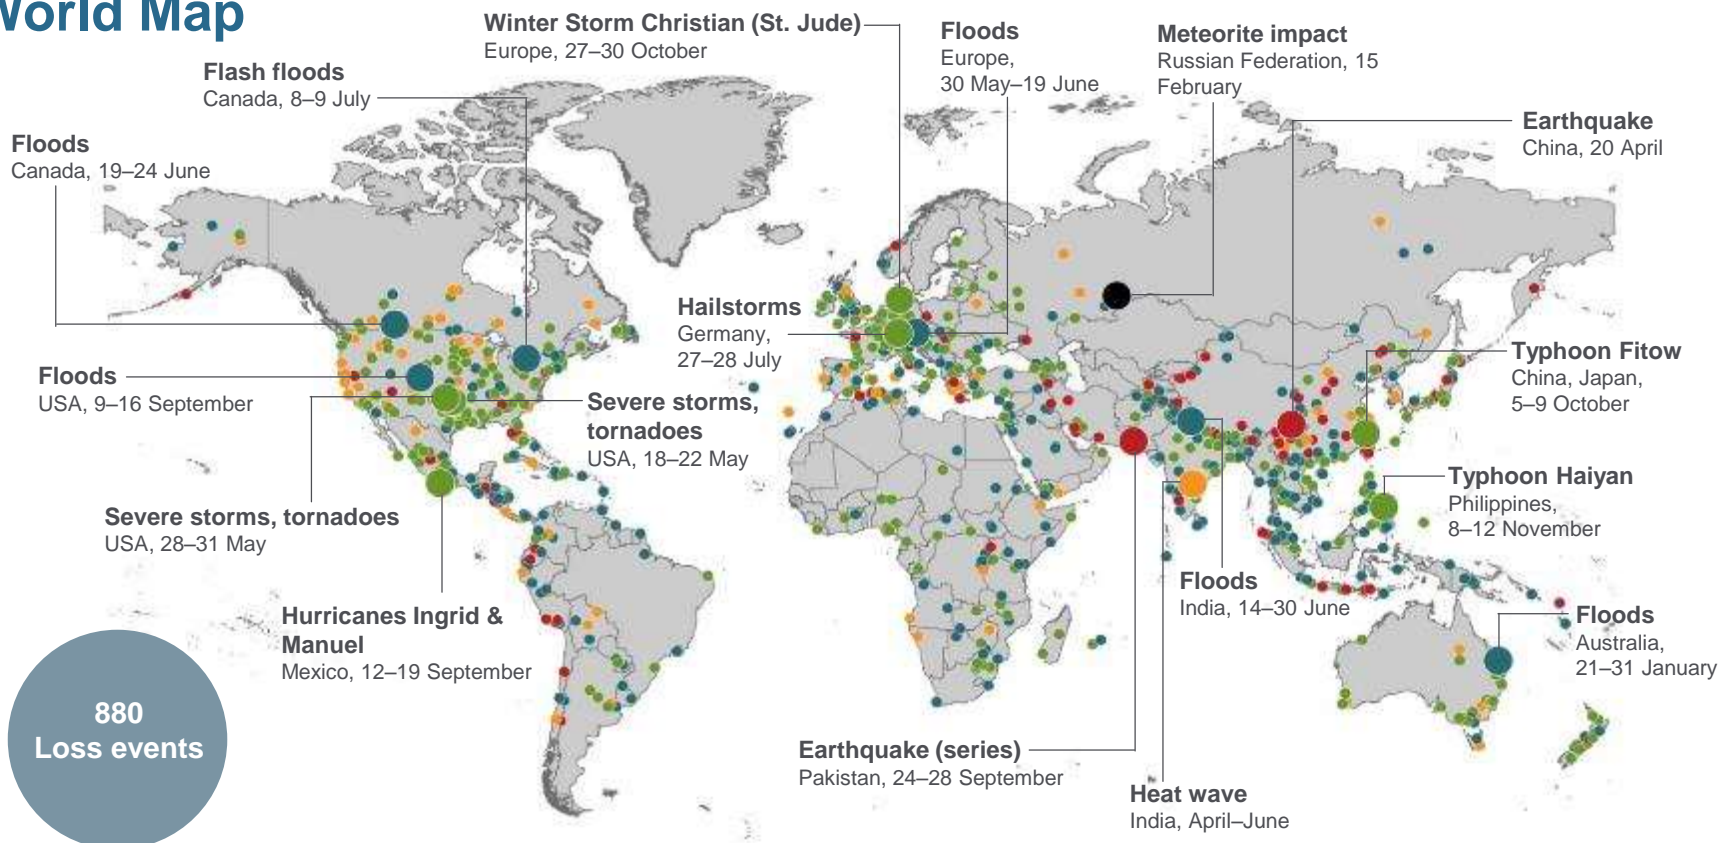 World Map
Winter Storm Christian (St. Jude)
Europe, 27–30 October
Floods
Europe,
30 May–19 June
Meteorite impact
Russian Federation, 15
February
Flash floods
Canada, 8–9 July
Earthquake
China, 20 April
Floods
Canada, 19–24 June
Hailstorms
Germany,
27–28 July
Typhoon Fitow
China, Japan,
5–9 October
Floods
USA, 9–16 September
Severe storms,
tornadoes
USA, 18–22 May
Typhoon Haiyan
Philippines,
8–12 November
Severe storms, tornadoes
USA, 28–31 May
Floods
India, 14–30 June
Hurricanes Ingrid &
Manuel
Mexico, 12–19 September
Floods
Australia,
21–31 January
880
Loss events
Earthquake (series)
Pakistan, 24–28 September
Heat wave
India, April–June